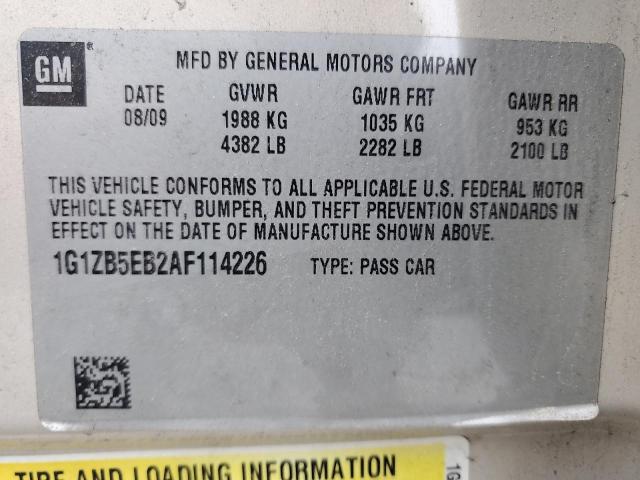 GM
MFD BY GENERAL MOTORS COMPANY
DATE GVWR GAWR FRT GAWR RR
08/09 1988 KG 1035 KG 953 KG
4382 LB 2282 LB 2100 LB
THIS VEHICLE CONFORMS TO ALL APPLICABLE U.S. FEDERAL MOTOR
VEHICLE SAFETY, BUMPER, AND THEFT PREVENTION STANDARDS IN
EFFECT ON THE DATE OF MANUFACTURE SHOWN ABOVE.
1G1ZB5EB2AF114226 TYPE: PASS CAR
TIRE AND LOADING INFORMATION
1G